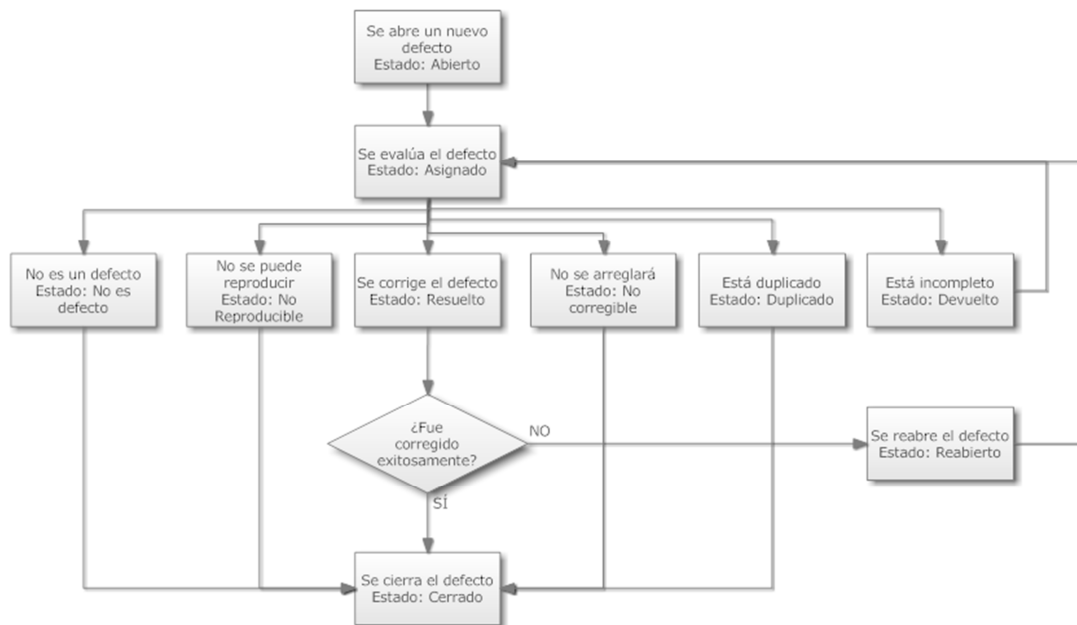 Se abre un nuevo
defecto
Estado: Abierto
Se evalúa el defecto
Estado: Asignado
No es un defecto
Estado: No es
defecto
No se puede
reproducir
Estado: No
Reproducible
Se corrige el defecto
Estado: Resuelto
No se arreglará
Estado: No
corregible
Está duplicado
Estado: Duplicado
Está incompleto
Estado: Devuelto
¿Fue
corregido
exitosamente?
NO
Se reabre el defecto
Estado: Reabierto
SÍ
Se cierra el defecto
Estado: Cerrado